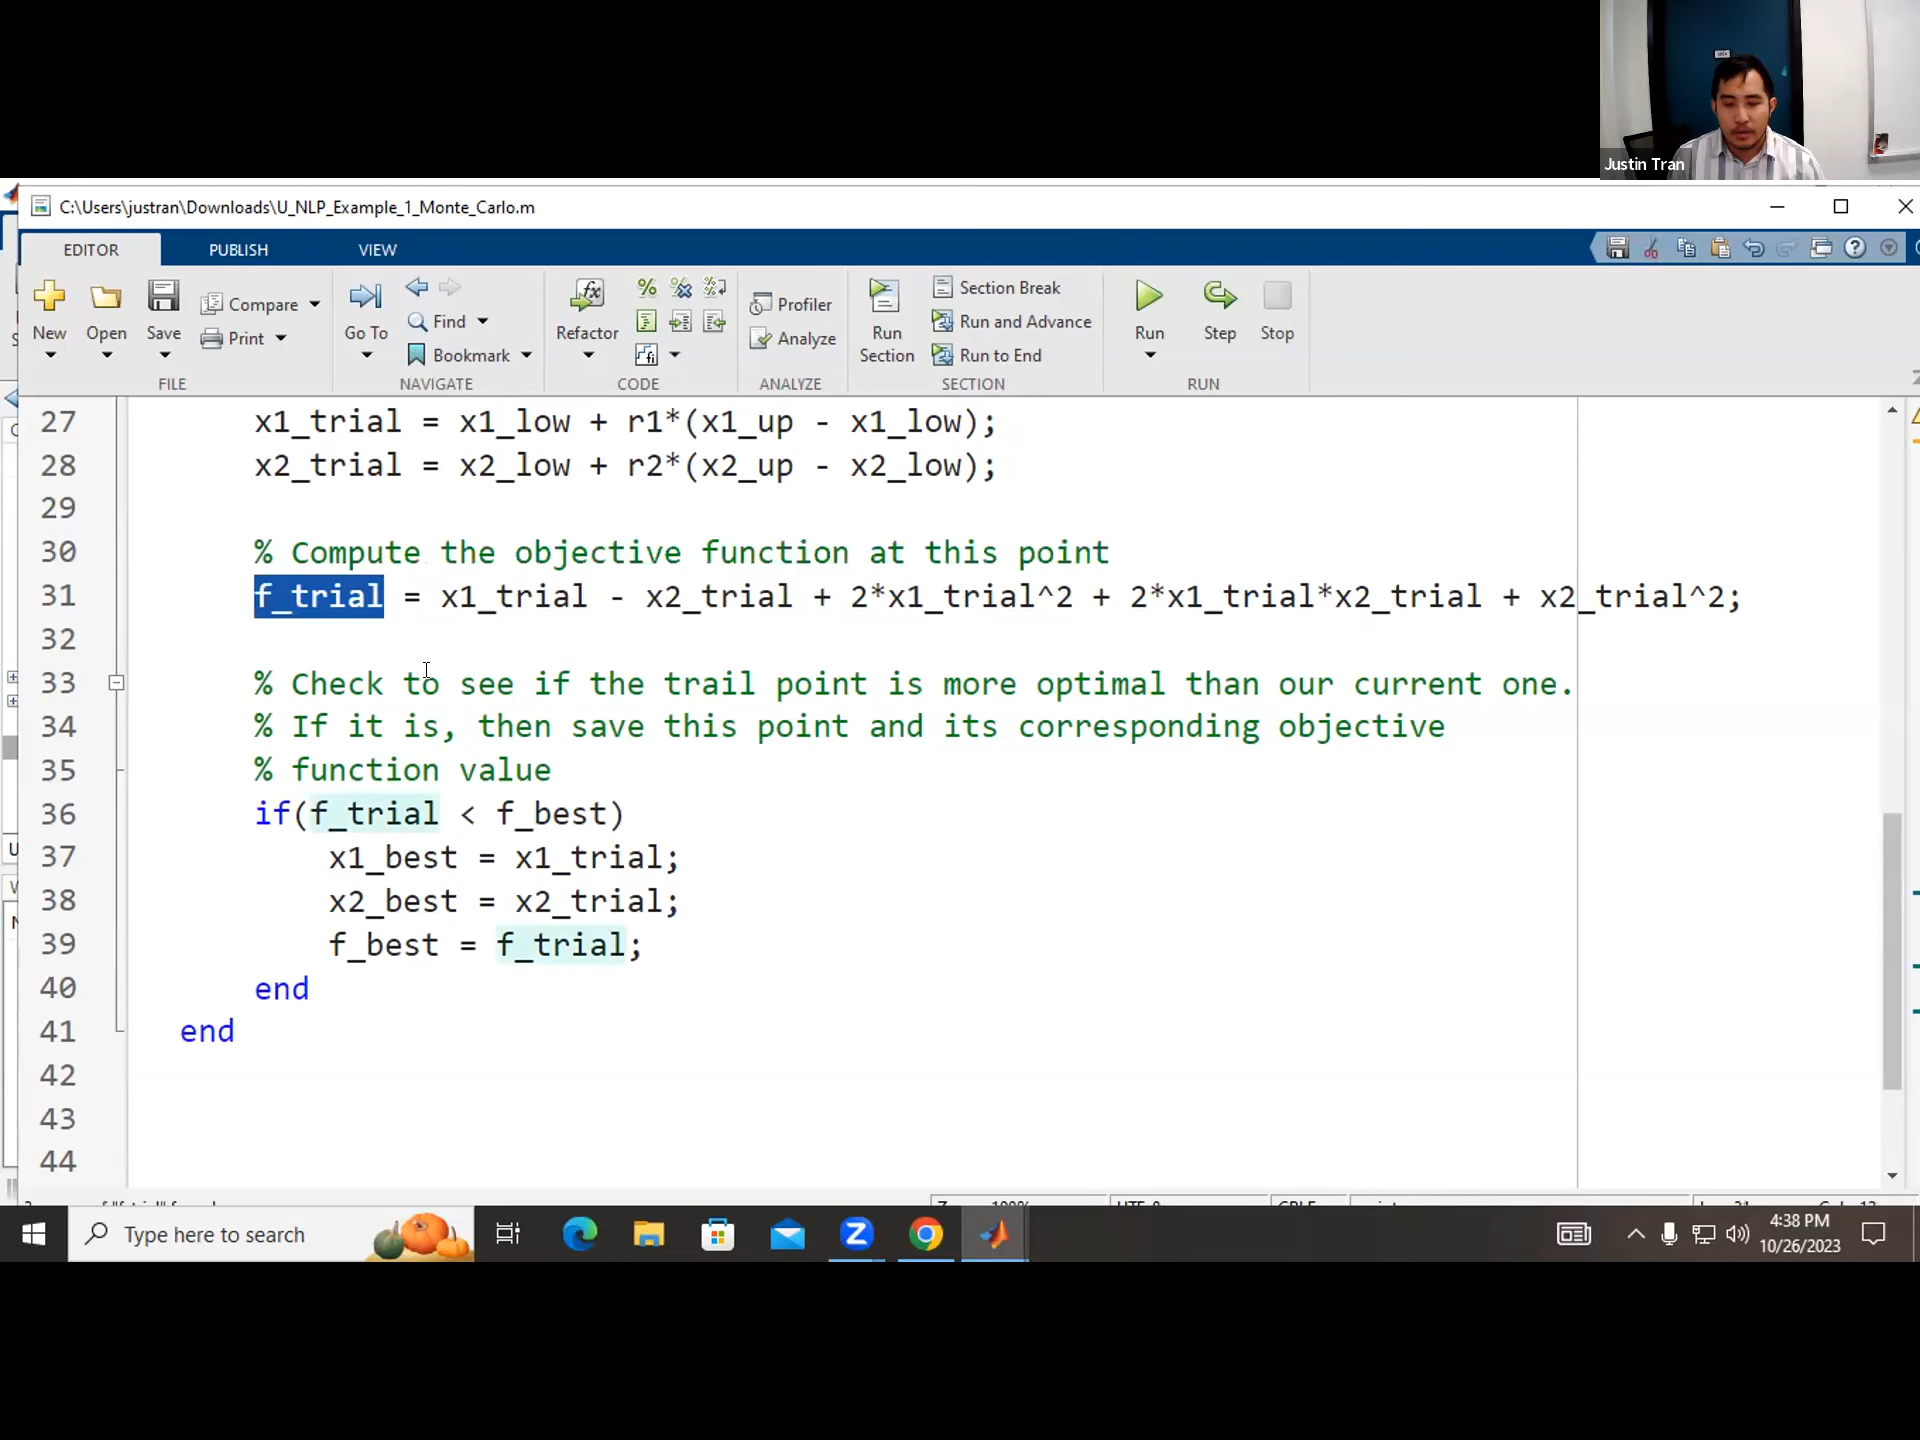 Justin Tran
C:\Users\justran\Downloads\U_NLP_Example_1_Monte_Carlo.m
EDITOR PUBLISH VIEW
New Open Save Compare Print
FILE
Go To Find Bookmark
NAVIGATE
Refactor
CODE
Profiler
Analyze
ANALYZE
Run Section
Section Break
Run and Advance
Run to End
SECTION
Run Step Stop
RUN
27 x1_trial = x1_low + r1*(x1_up - x1_low);
28 x2_trial = x2_low + r2*(x2_up - x2_low);
29
30 % Compute the objective function at this point
31 f_trial = x1_trial - x2_trial + 2*x1_trial^2 + 2*x1_trial*x2_trial + x2_trial^2;
32
33 % Check to see if the trail point is more optimal than our current one.
34 % If it is, then save this point and its corresponding objective
35 % function value
36 if(f_trial < f_best)
37 x1_best = x1_trial;
38 x2_best = x2_trial;
39 f_best = f_trial;
40 end
41 end
42
43
44
Type here to search
4:38 PM
10/26/2023